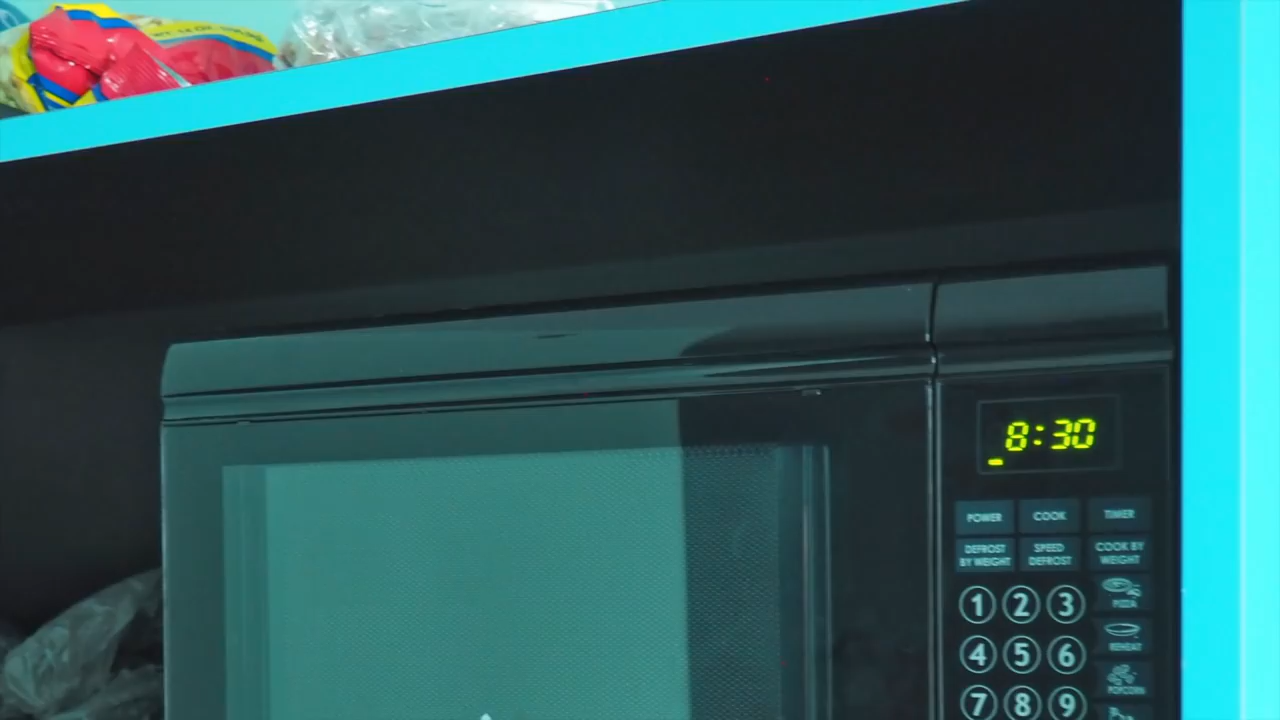 8:30
POWER COOK TIMER
DEFROST BY WEIGHT SPEED DEFROST COOK BY WEIGHT
1 2 3 PIZZA
4 5 6 REHEAT
7 8 9 POPCORN